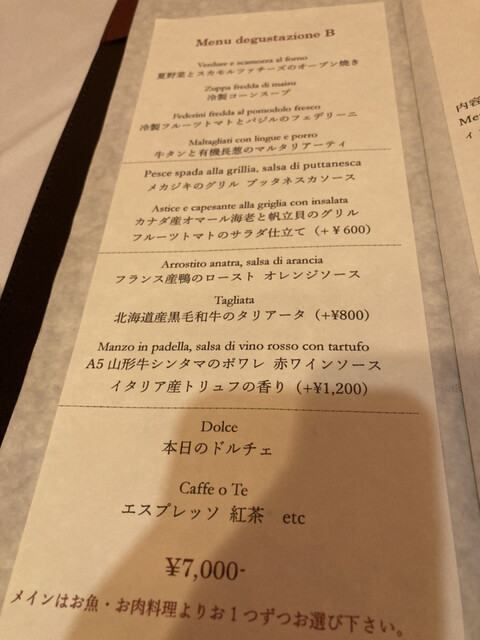 Menu degustazione B
Verdure e scamorza al forno
夏野菜とスカモルツァチーズのオーブン焼き
Zuppa fredda di mairu
冷製コーンスープ
Federini fredda al pomodolo fresco
冷製フルーツトマトとバジルのフェデリーニ
Maltagliati con lingue e porro
牛タンと有機長葱のマルタリアーティ
Pesce spada alla grillia, salsa di puttanesca
メカジキのグリル プッタネスカソース
Astice e capesante alla griglia con insalata
カナダ産オマール海老と帆立貝のグリル
フルーツトマトのサラダ仕立て（+￥600）
Arrostito anatra, salsa di arancia
フランス産鴨のロースト オレンジソース
Tagliata
北海道産黒毛和牛のタリアータ（+¥800）
Manzo in padella, salsa di vino rosso con tartufo
A5 山形牛シンタマのポワレ 赤ワインソース
イタリア産トリュフの香り（+¥1,200）
Dolce
本日のドルチェ
Caffe o Te
エスプレッソ 紅茶 etc
¥7,000-
メインはお魚・お肉料理よりお１つずつお選び下さい。
内容